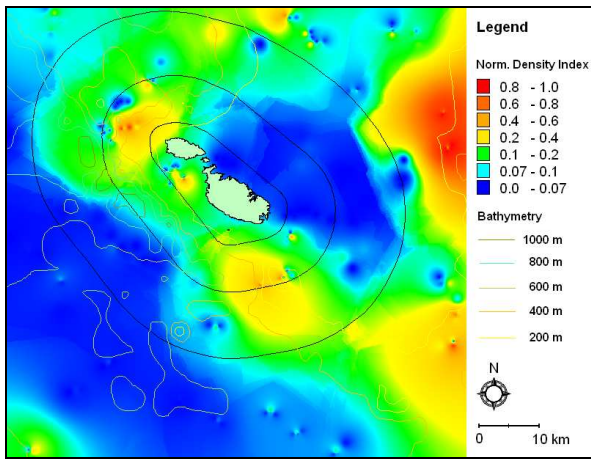 Legend
Norm. Density Index
0.8 - 1.0
0.6 - 0.8
0.4 - 0.6
0.2 - 0.4
0.1 - 0.2
0.07 - 0.1
0.0 - 0.07
Bathymetry
1000 m
800 m
600 m
400 m
200 m
N
0 10 km